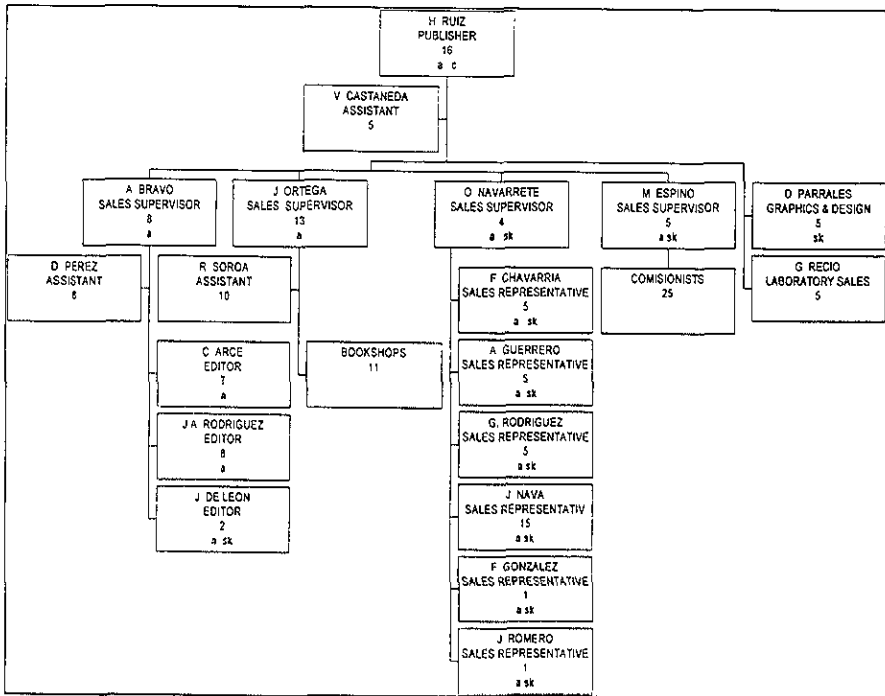 H RUIZ
PUBLISHER
16
a c
V CASTANEDA
ASSISTANT
5
A BRAVO
SALES SUPERVISOR
8
a
J ORTEGA
SALES SUPERVISOR
13
a
O NAVARRETE
SALES SUPERVISOR
4
a sk
M ESPINO
SALES SUPERVISOR
5
a sk
D PARRALES
GRAPHICS & DESIGN
5
sk
D PEREZ
ASSISTANT
6
R SOROA
ASSISTANT
10
F CHAVARRIA
SALES REPRESENTATIVE
5
a sk
COMISIONISTS
25
G RECIO
LABORATORY SALES
5
C ARCE
EDITOR
7
a
BOOKSHOPS
11
A GUERRERO
SALES REPRESENTATIVE
5
a sk
J A RODRIGUEZ
EDITOR
8
a
G. RODRIGUEZ
SALES REPRESENTATIVE
5
a sk
J DE LEON
EDITOR
2
a sk
J NAVA
SALES REPRESENTATIV
15
a sk
F GONZALEZ
SALES REPRESENTATIVE
1
a sk
J ROMERO
SALES REPRESENTATIVE
1
a sk